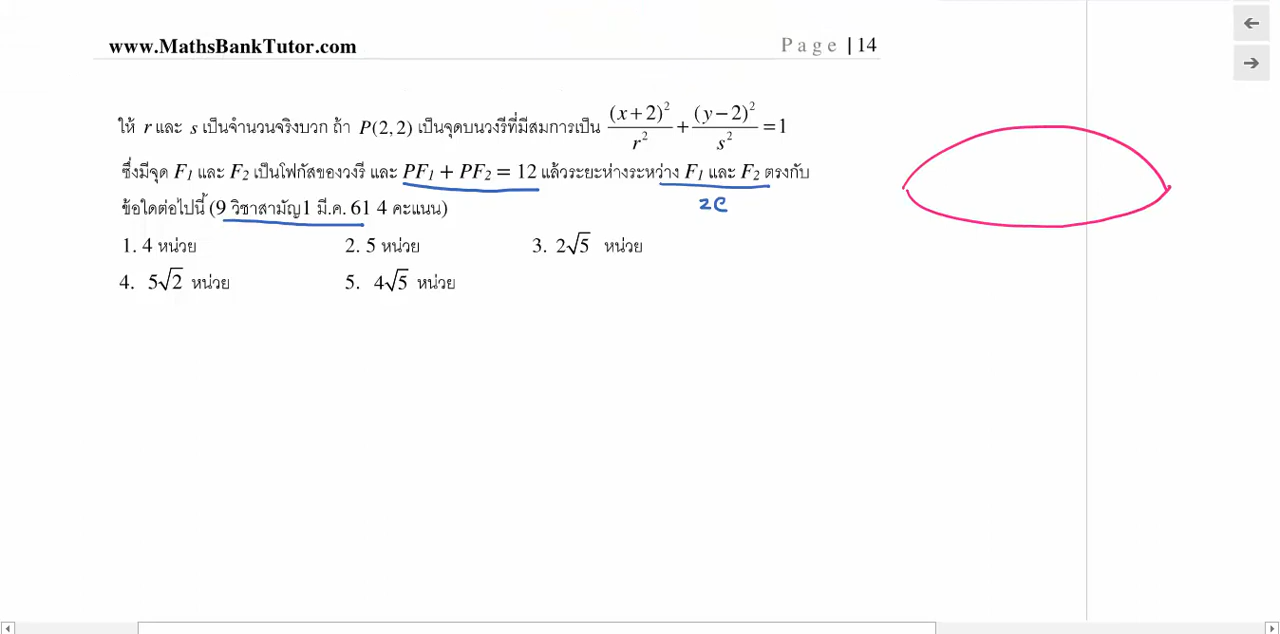 www.MathsBankTutor.com
Page | 14
ให้ r และ s เป็นจำนวนจริงบวก ถ้า P(2,2) เป็นจุดบนวงรีที่มีสมการเป็น (x+2)²/r² + (y−2)²/s² = 1
ซึ่งมีจุด F₁ และ F₂ เป็นโฟกัสของวงรี และ PF₁ + PF₂ = 12 แล้วระยะห่างระหว่าง F₁ และ F₂ ตรงกับ
ข้อใดต่อไปนี้ (9 วิชาสามัญ1 มี.ค. 61 4 คะแนน)
2c
1. 4 หน่วย 2. 5 หน่วย 3. 2√5 หน่วย
4. 5√2 หน่วย 5. 4√5 หน่วย